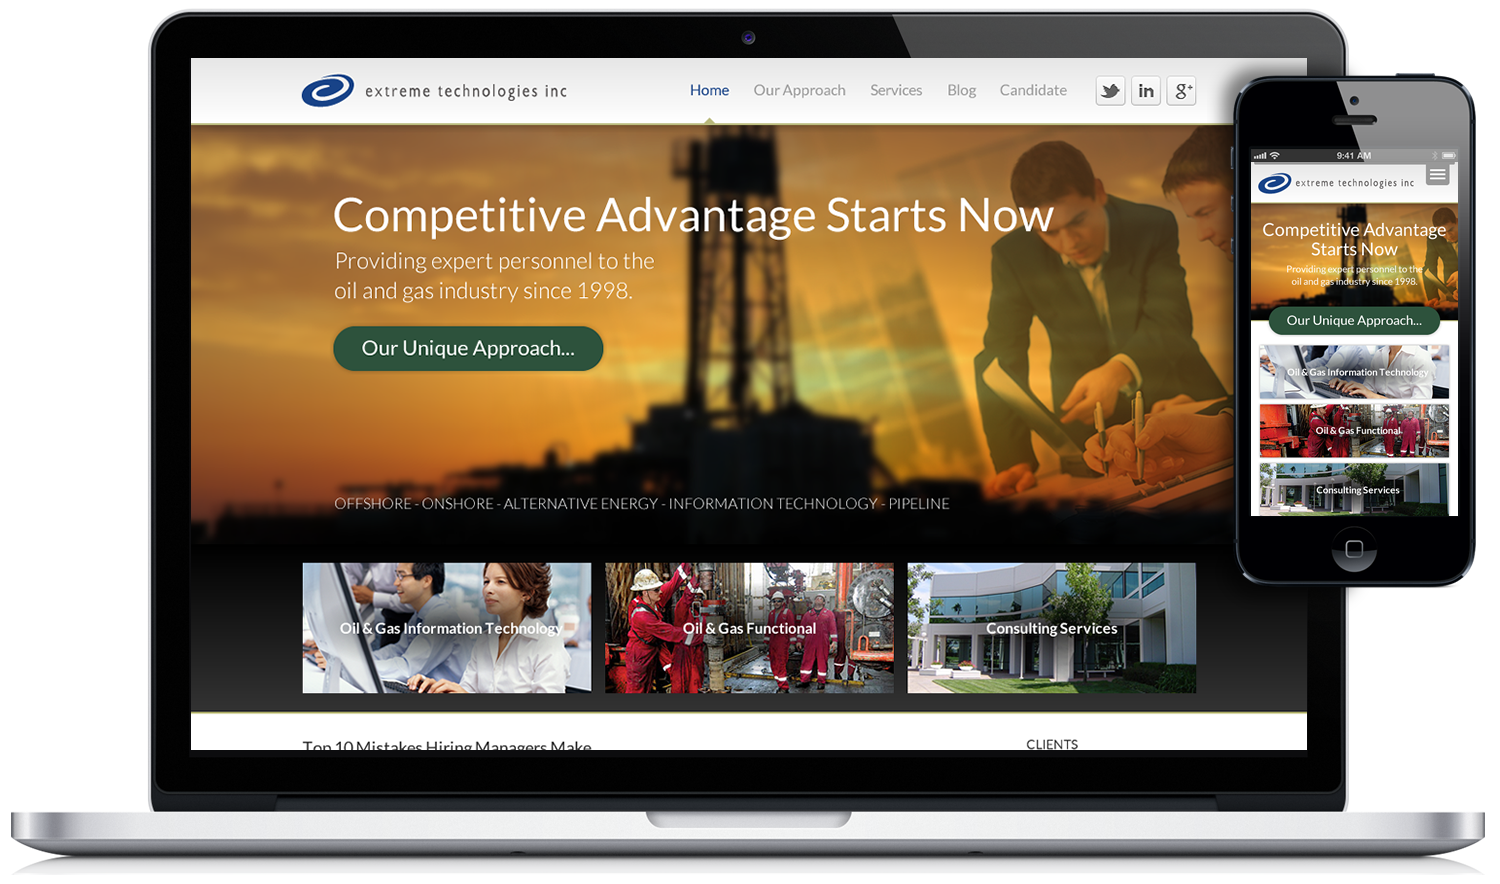 extreme technologies inc
Home Our Approach Services Blog Candidate
in g+
Competitive Advantage Starts Now
Providing expert personnel to the
oil and gas industry since 1998.
Our Unique Approach...
OFFSHORE - ONSHORE - ALTERNATIVE ENERGY - INFORMATION TECHNOLOGY - PIPELINE
Oil & Gas Information Technology
Oil & Gas Functional
Consulting Services
Top 10 Mistakes Hiring Managers Make
CLIENTS
9:41 AM
extreme technologies inc
Competitive Advantage
Starts Now
Providing expert personnel to the
oil and gas industry since 1998.
Our Unique Approach...
Oil & Gas Information Technology
Oil & Gas Functional
Consulting Services